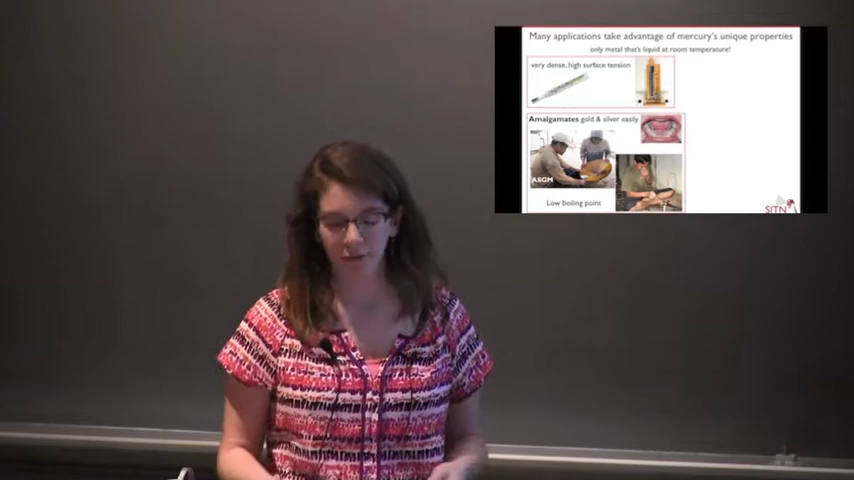 Many applications take advantage of mercury's unique properties
only metal that's liquid at room temperature!
very dense, high surface tension
Amalgamates gold & silver easily
ASGM
Low boiling point
SITN